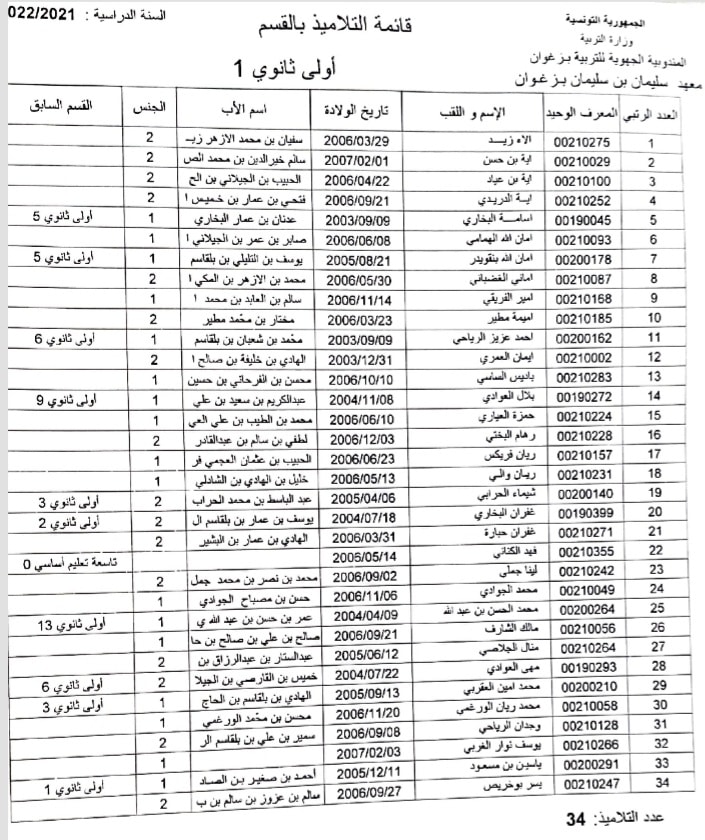 الجمهورية التونسية
وزارة التربية
المندوبية الجهوية للتربية بزغوان
معهد سليمان بن سليمان بزغوان
قائمة التلاميذ بالقسم
السنة الدراسية : 022/2021
أولى ثانوي 1
العدد الرتبي المعرف الوحيد الإسم و اللقب تاريخ الولادة اسم الأب الجنس القسم السابق
1 00210275 الاء زيد 2006/03/29 سفيان بن محمد الازهر زبـ 2
2 00210029 اية بن حسن 2007/02/01 سالم خيرالدين بن محمد الص 2
3 00210100 اية بن عياد 2006/04/22 الحبيب بن الجيلاني بن الح 2
4 00210252 اية الدريدي 2006/09/21 فتحي بن عمار بن خميس ا 2
5 00190045 اسامة البخاري 2003/09/09 عدنان بن عمار البخاري 1 أولى ثانوي 5
6 00210093 امان الله الهمامي 2006/06/08 صابر بن عمر بن الجيلاني ا 1
7 00200178 امان الله بنقويدر 2005/08/21 يوسف بن التليلي بن بلقاسم 1 أولى ثانوي 5
8 00210087 اماني الغضباني 2006/05/30 محمد بن الازهر بن المكي ا 2
9 00210168 امير الفريقي 2006/11/14 سالم بن العابد بن محمد ا 1
10 00210185 اميمة مطير 2006/03/23 مختار بن محمد مطير 2
11 00200162 احمد عزيز الرياحي 2003/09/09 محمد بن شعبان بن بلقاسم 1 أولى ثانوي 6
12 00210002 ايمان العمري 2003/12/31 الهادي بن خليفة بن صالح ا 2
13 00210283 باديس الساسي 2006/10/10 محسن بن الفرحاني بن حسين 1
14 00190272 بلال العوادي 2004/11/08 عبدالكريم بن سعيد بن علي 1 أولى ثانوي 9
15 00210224 حمزة العياري 2006/06/10 محمد بن الطيب بن علي العي 1
16 00210228 رهام البختي 2006/12/03 لطفي بن سالم بن عبدالقادر 2
17 00210157 ريان فريكس 2006/06/23 الحبيب بن عثمان العجمي فر 1
18 00210231 ريان والي 2006/05/13 خليل بن الهادي بن الشاذلي 1
19 00200140 شيماء الحرابي 2005/04/06 عبد الباسط بن محمد الحراب 2 أولى ثانوي 3
20 00190399 غفران البخاري 2004/07/18 يوسف بن عمار بن بلقاسم ال 2 أولى ثانوي 2
21 00210271 غفران حبارة 2006/03/31 الهادي بن عمار بن البشير 2
22 00210355 فيد الكتاني 2006/05/14 تاسعة تعليم أساسي 0
23 00210242 لينا جملي 2006/09/02 محمد بن نصر بن محمد جمل 2
24 00210049 محمد الجوادي 2006/11/06 حسن بن مصباح الجوادي 1
25 00200264 محمد الحسن بن عبد الله 2004/04/09 عمر بن حسن بن عبد الله ي 1 أولى ثانوي 13
26 00210056 مالك الشارف 2006/09/21 صالح بن علي بن صالح بن حا 1
27 00210264 منال الجلاصي 2005/06/12 عبدالستار بن عبدالرزاق بن 2
28 00190293 مهى العوادي 2004/07/22 خميس بن القارصي بن الجيلا 2 أولى ثانوي 6
29 00200210 محمد امين العقربي 2005/09/13 الهادي بن بلقاسم بن الحاج 1 أولى ثانوي 3
30 00210058 محمد ريان الورغمي 2006/11/20 محسن بن محمد الورغمي 1
31 00210128 وجدان الرياحي 2006/09/08 سمير بن علي بن بلقاسم الر 2
32 00210266 يوسف نوار الغربي 2007/02/03 1
33 00200291 ياسين بن مسعود 2005/12/11 أحمد بن صغير بن الصاد 1 أولى ثانوي 1
34 00210247 يسر بوخريص 2006/09/27 سالم بن عزوز بن سالم بن ب 2
عدد التلاميذ: 34